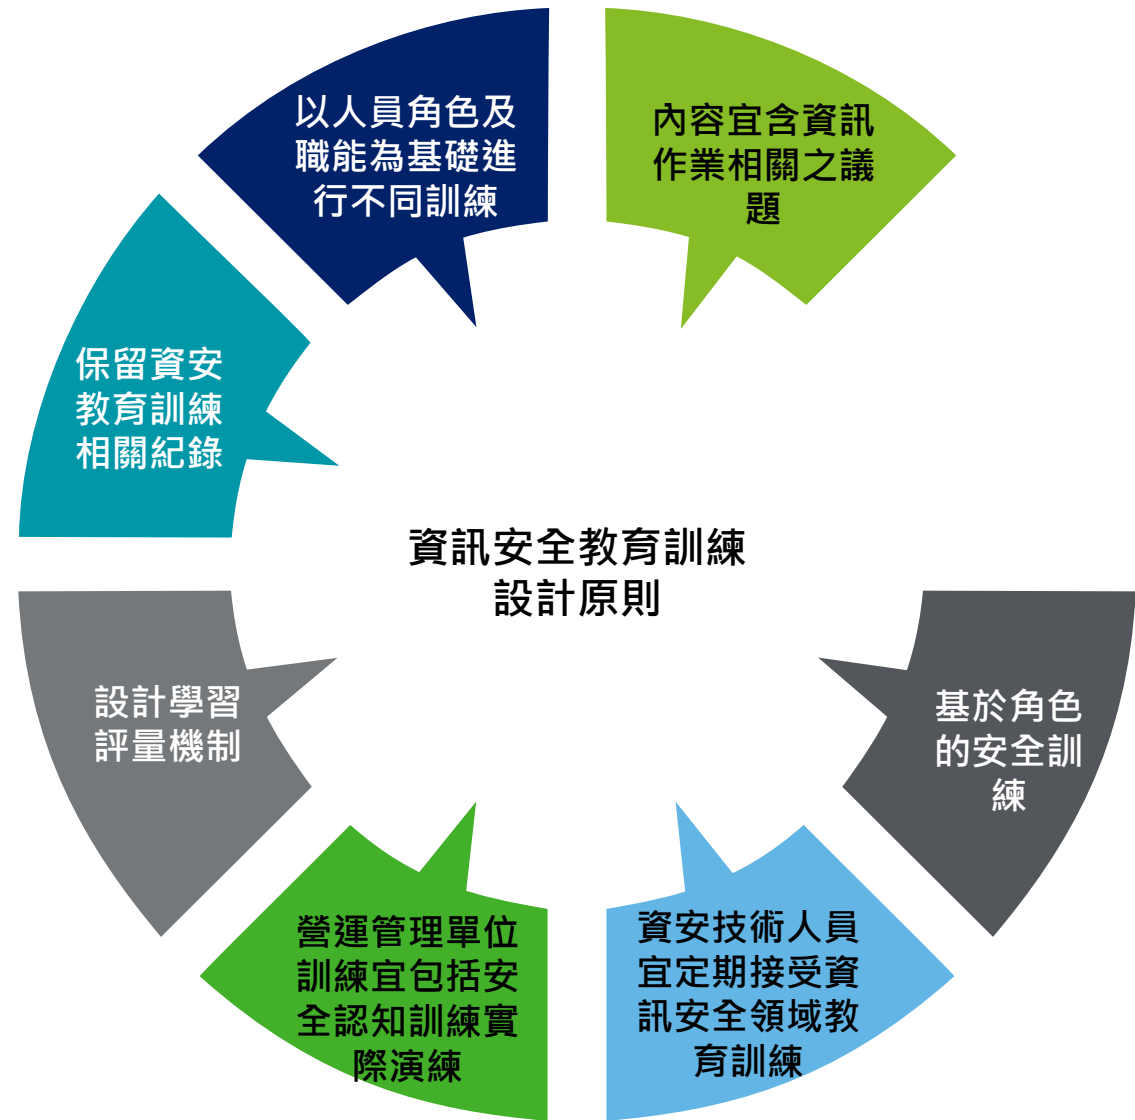 以人員角色及
職能為基礎進
行不同訓練
內容宜含資訊
作業相關之議
題
保留資安
教育訓練
相關紀錄
資訊安全教育訓練
設計原則
設計學習
評量機制
基於角色
的安全訓
練
營運管理單位
訓練宜包括安
全認知訓練實
際演練
資安技術人員
宜定期接受資
訊安全領域教
育訓練